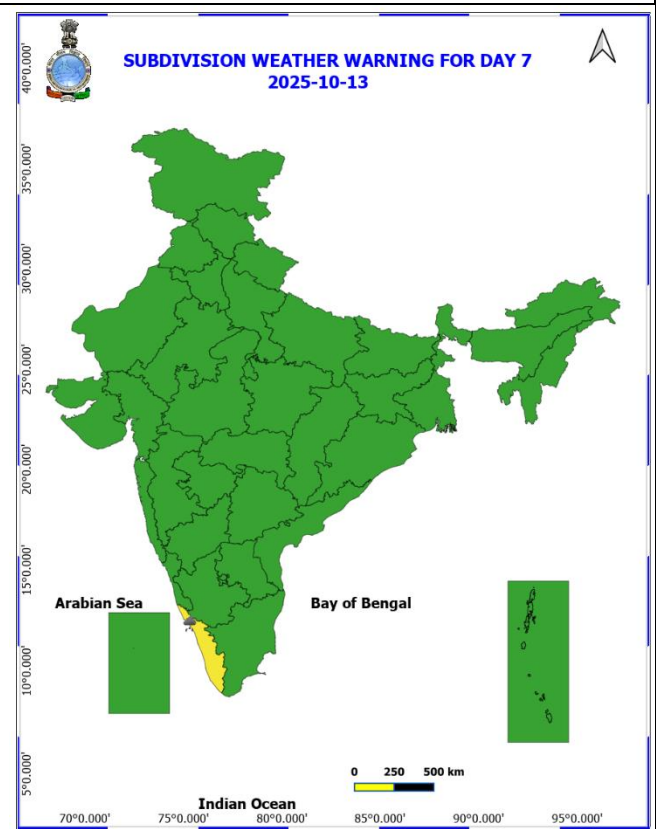 SUBDIVISION WEATHER WARNING FOR DAY 7
2025-10-13
40°0.000'
35°0.000'
30°0.000'
25°0.000'
20°0.000'
15°0.000'
10°0.000'
5°0.000'
Arabian Sea
Bay of Bengal
0 250 500 km
Indian Ocean
70°0.000' 75°0.000' 80°0.000' 85°0.000' 90°0.000' 95°0.000'